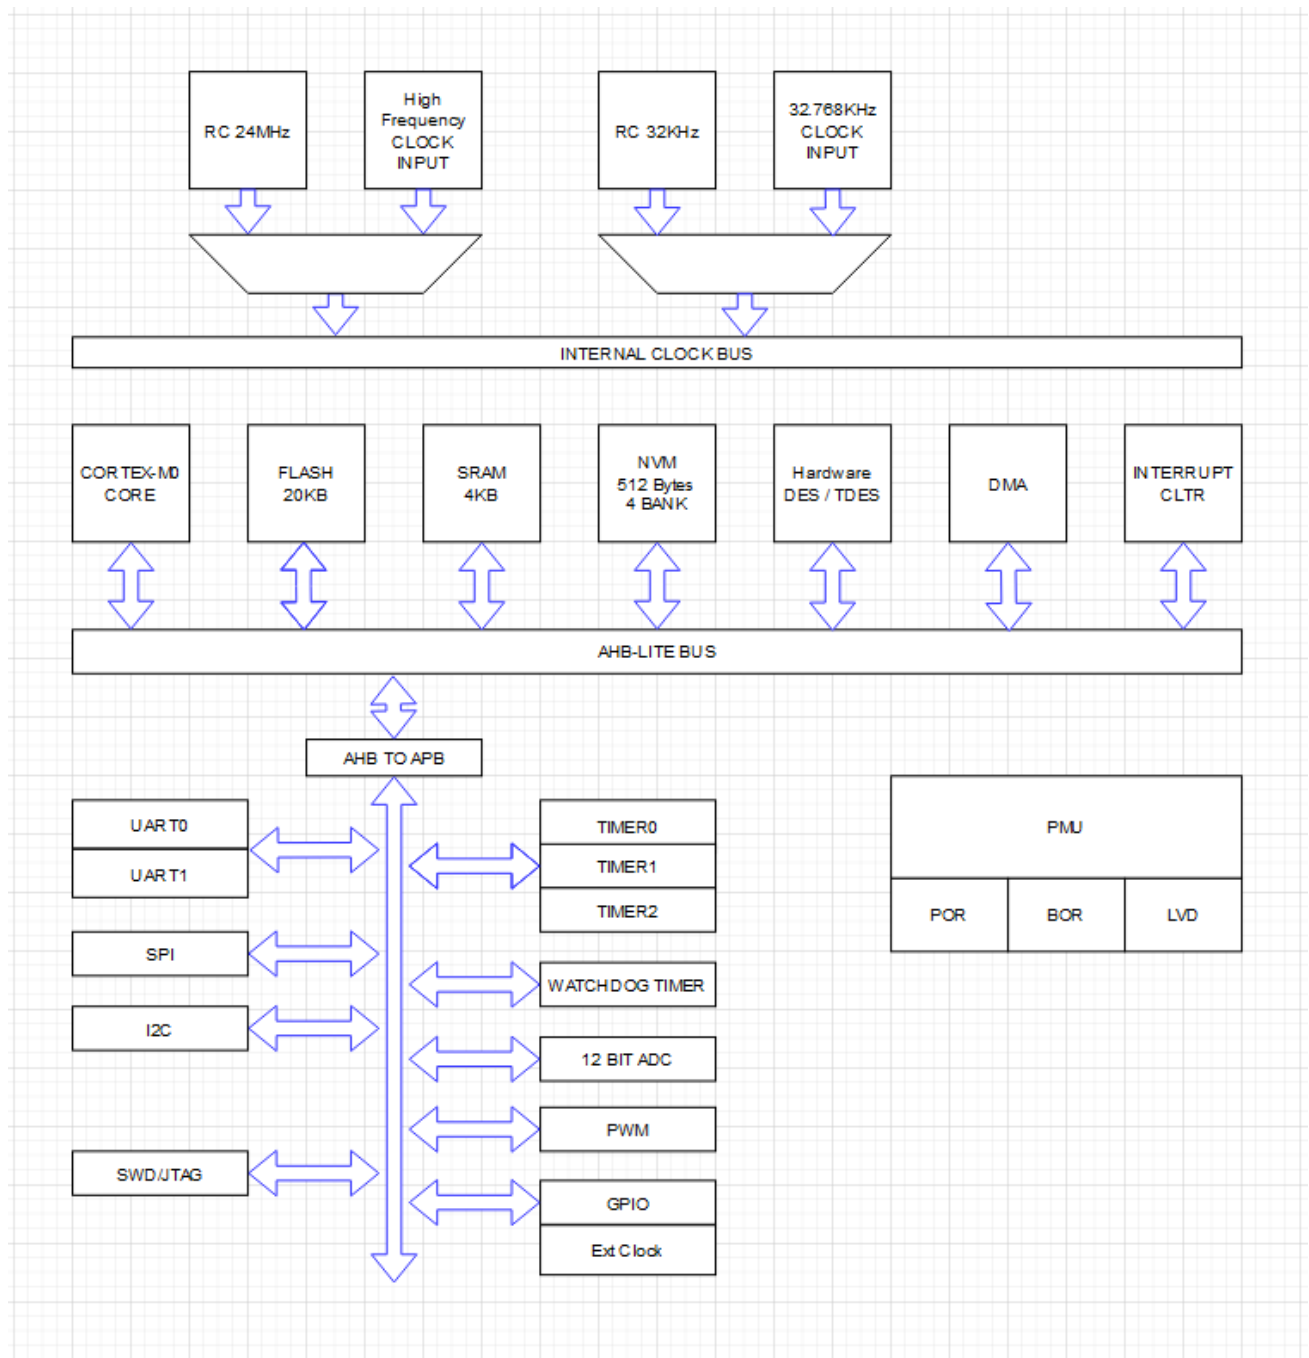 RC 24MHz
High
Frequency
CLOCK
INPUT
RC 32KHz
32.768KHz
CLOCK
INPUT
INTERNAL CLOCK BUS
CORTEX-M0
CORE
FLASH
20KB
SRAM
4KB
NVM
512 Bytes
4 BANK
Hardware
DES / TDES
DMA
INTERRUPT
CLTR
AHB-LITE BUS
AHB TO APB
UART0
UART1
SPI
I2C
SWD/JTAG
TIMER0
TIMER1
TIMER2
WATCHDOG TIMER
12 BIT ADC
PWM
GPIO
Ext Clock
PMU
POR
BOR
LVD